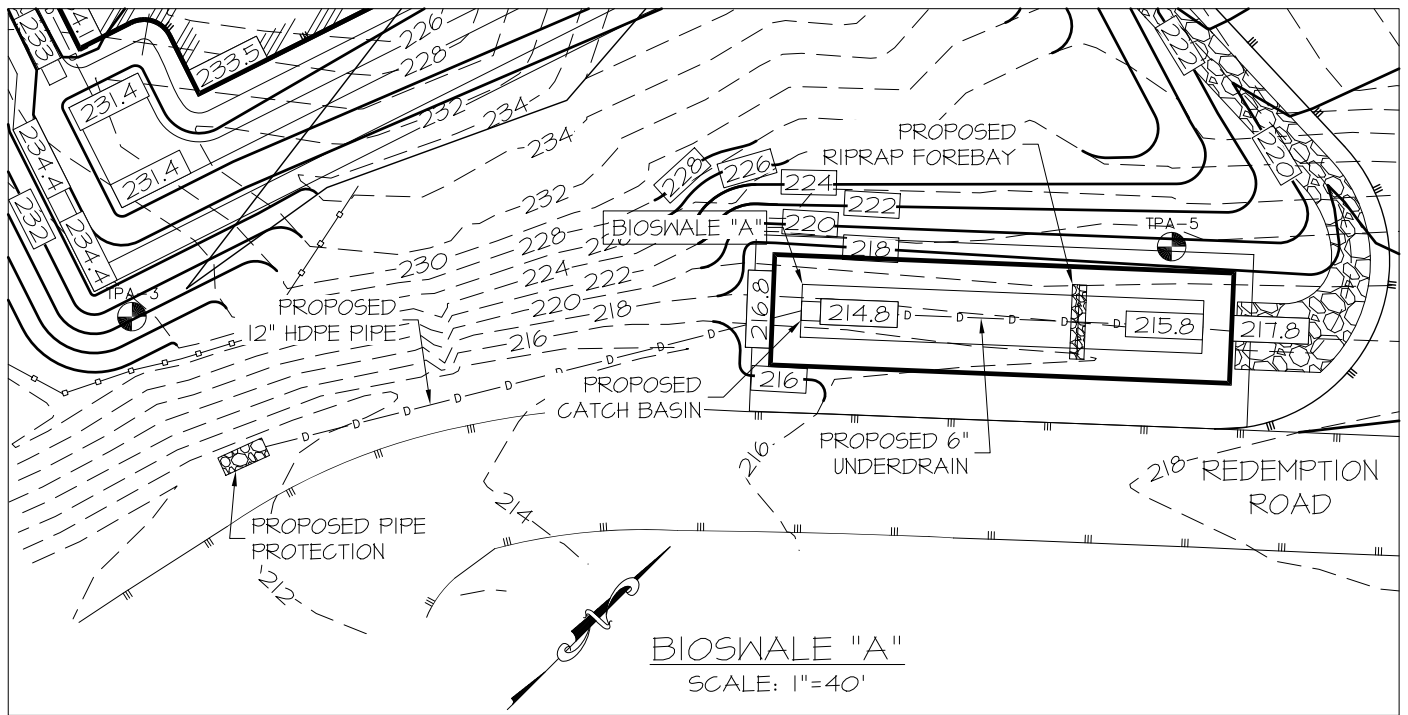 233
4.1
233.5
226
228
222
231.4
232
234
234
PROPOSED
RIPRAP FOREBAY
220
234.4
231.4
228
226
224
232
222
232
TPA-5
BIOSWALE "A"
220
228
218
234.4
230
224
222
TPA-3
PROPOSED
12" HDPE PIPE
220
218
216.8
214.8
215.8
217.8
216
PROPOSED
CATCH BASIN
216
PROPOSED 6"
UNDERDRAIN
216
218
REDEMPTION
ROAD
214
PROPOSED PIPE
PROTECTION
212
BIOSWALE "A"
SCALE: 1"=40'